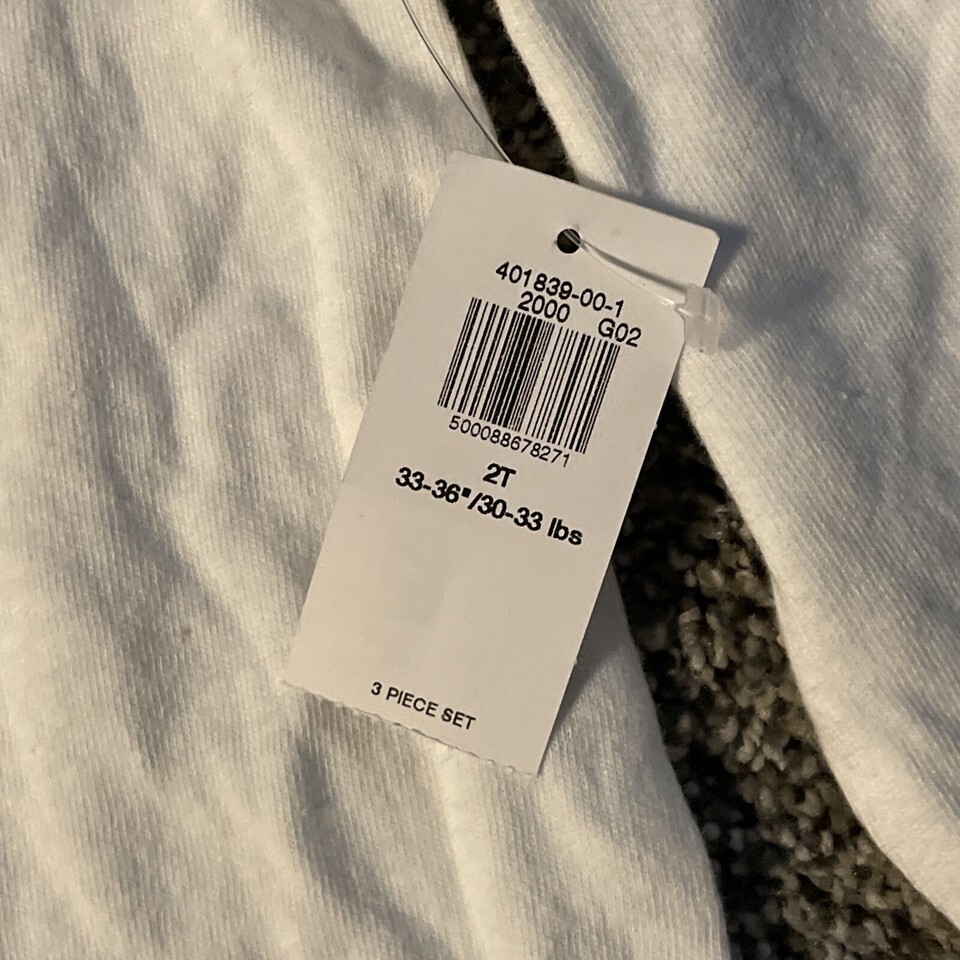 401839-00-1
2000 G02
500088678271
2T
33-36"/30-33 lbs
3 PIECE SET